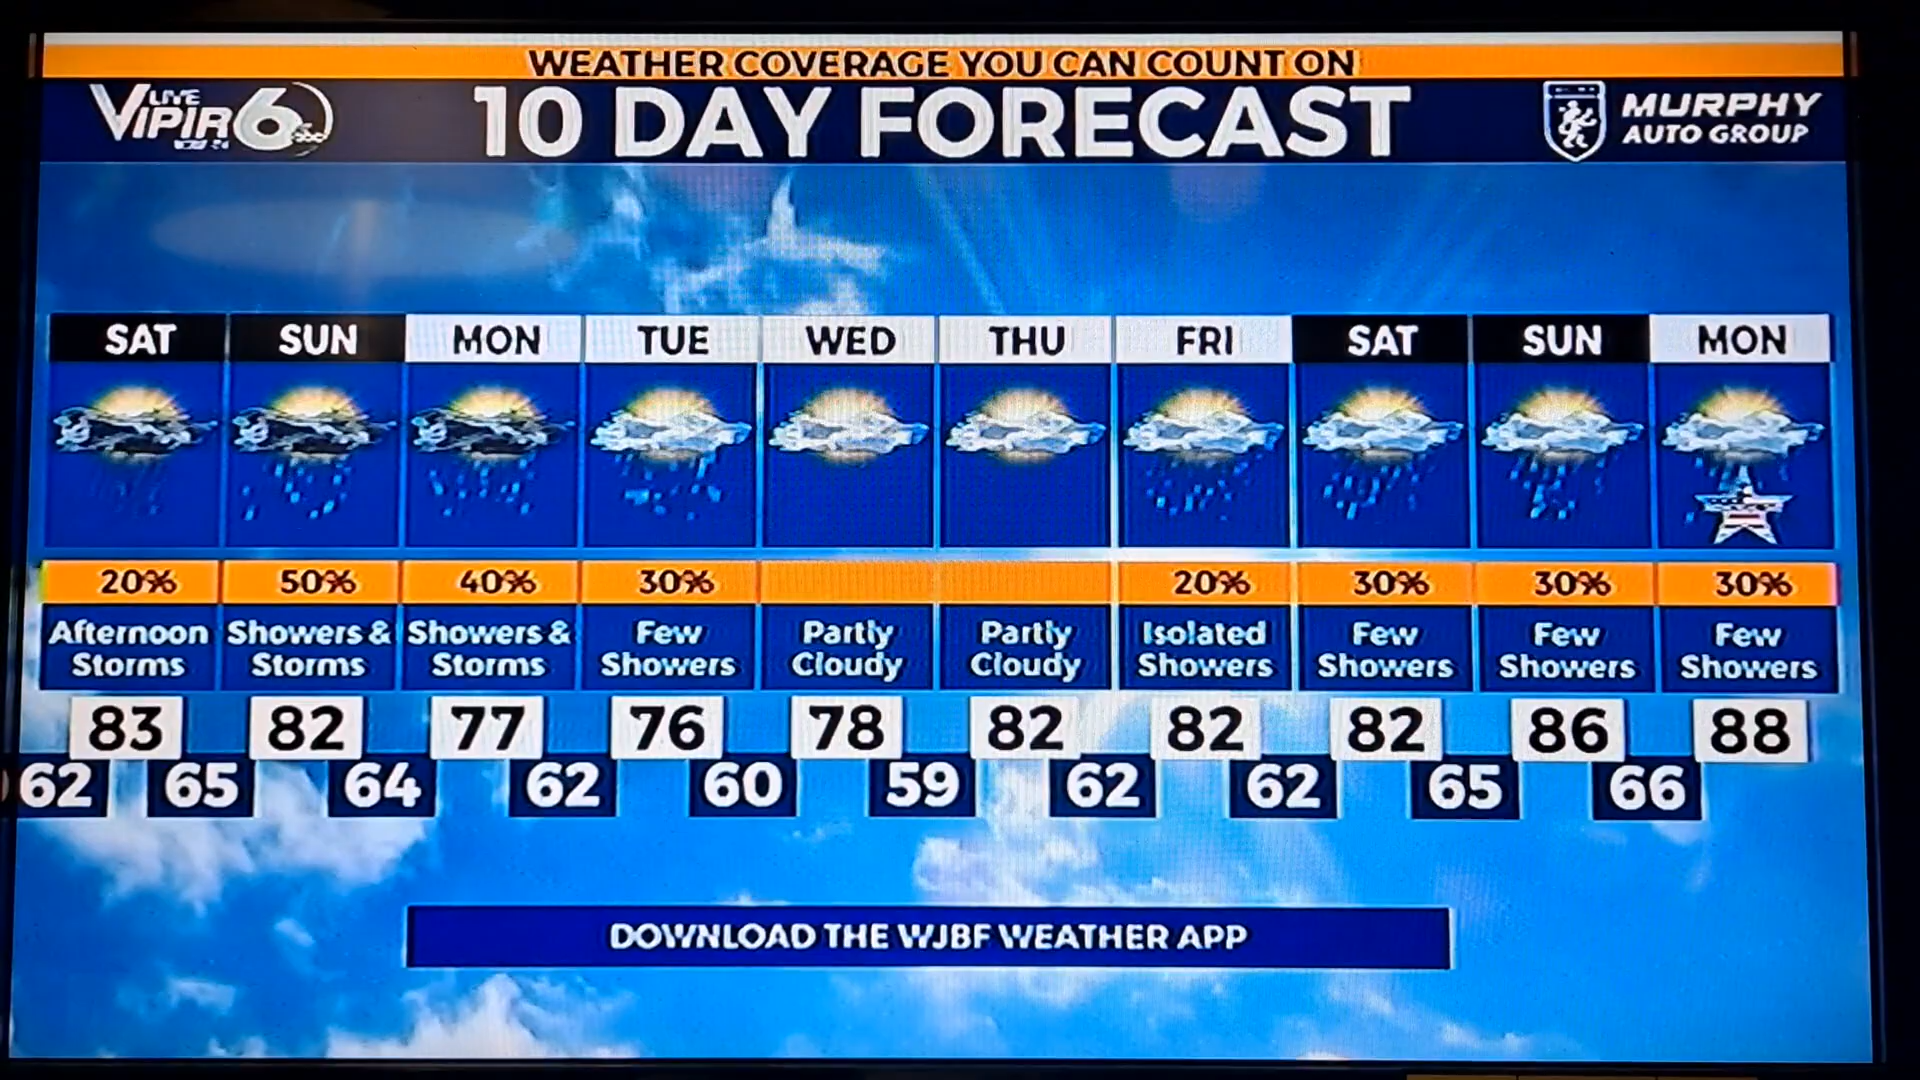 WEATHER COVERAGE YOU CAN COUNT ON
LIVE
VIPIR 6
abc
10 DAY FORECAST
MURPHY
AUTO GROUP
SAT SUN MON TUE WED THU FRI SAT SUN MON
20% 50% 40% 30% 20% 30% 30% 30%
Afternoon Showers & Showers & Few Partly Partly Isolated Few Few Few
Storms Storms Storms Showers Cloudy Cloudy Showers Showers Showers Showers
83 82 77 76 78 82 82 82 86 88
62 65 64 62 60 59 62 62 65 66
DOWNLOAD THE WJBF WEATHER APP